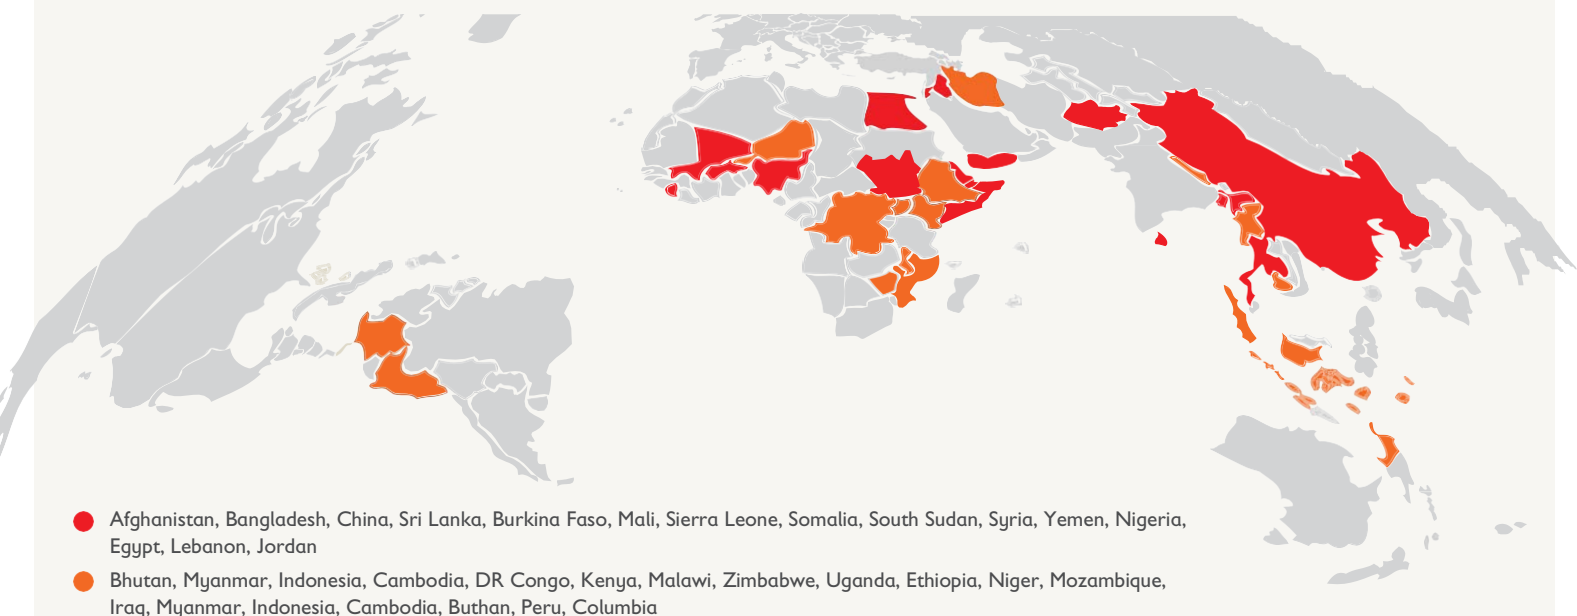 Afghanistan, Bangladesh, China, Sri Lanka, Burkina Faso, Mali, Sierra Leone, Somalia, South Sudan, Syria, Yemen, Nigeria,
Egypt, Lebanon, Jordan
Bhutan, Myanmar, Indonesia, Cambodia, DR Congo, Kenya, Malawi, Zimbabwe, Uganda, Ethiopia, Niger, Mozambique,
Iraq, Myanmar, Indonesia, Cambodia, Buthan, Peru, Columbia